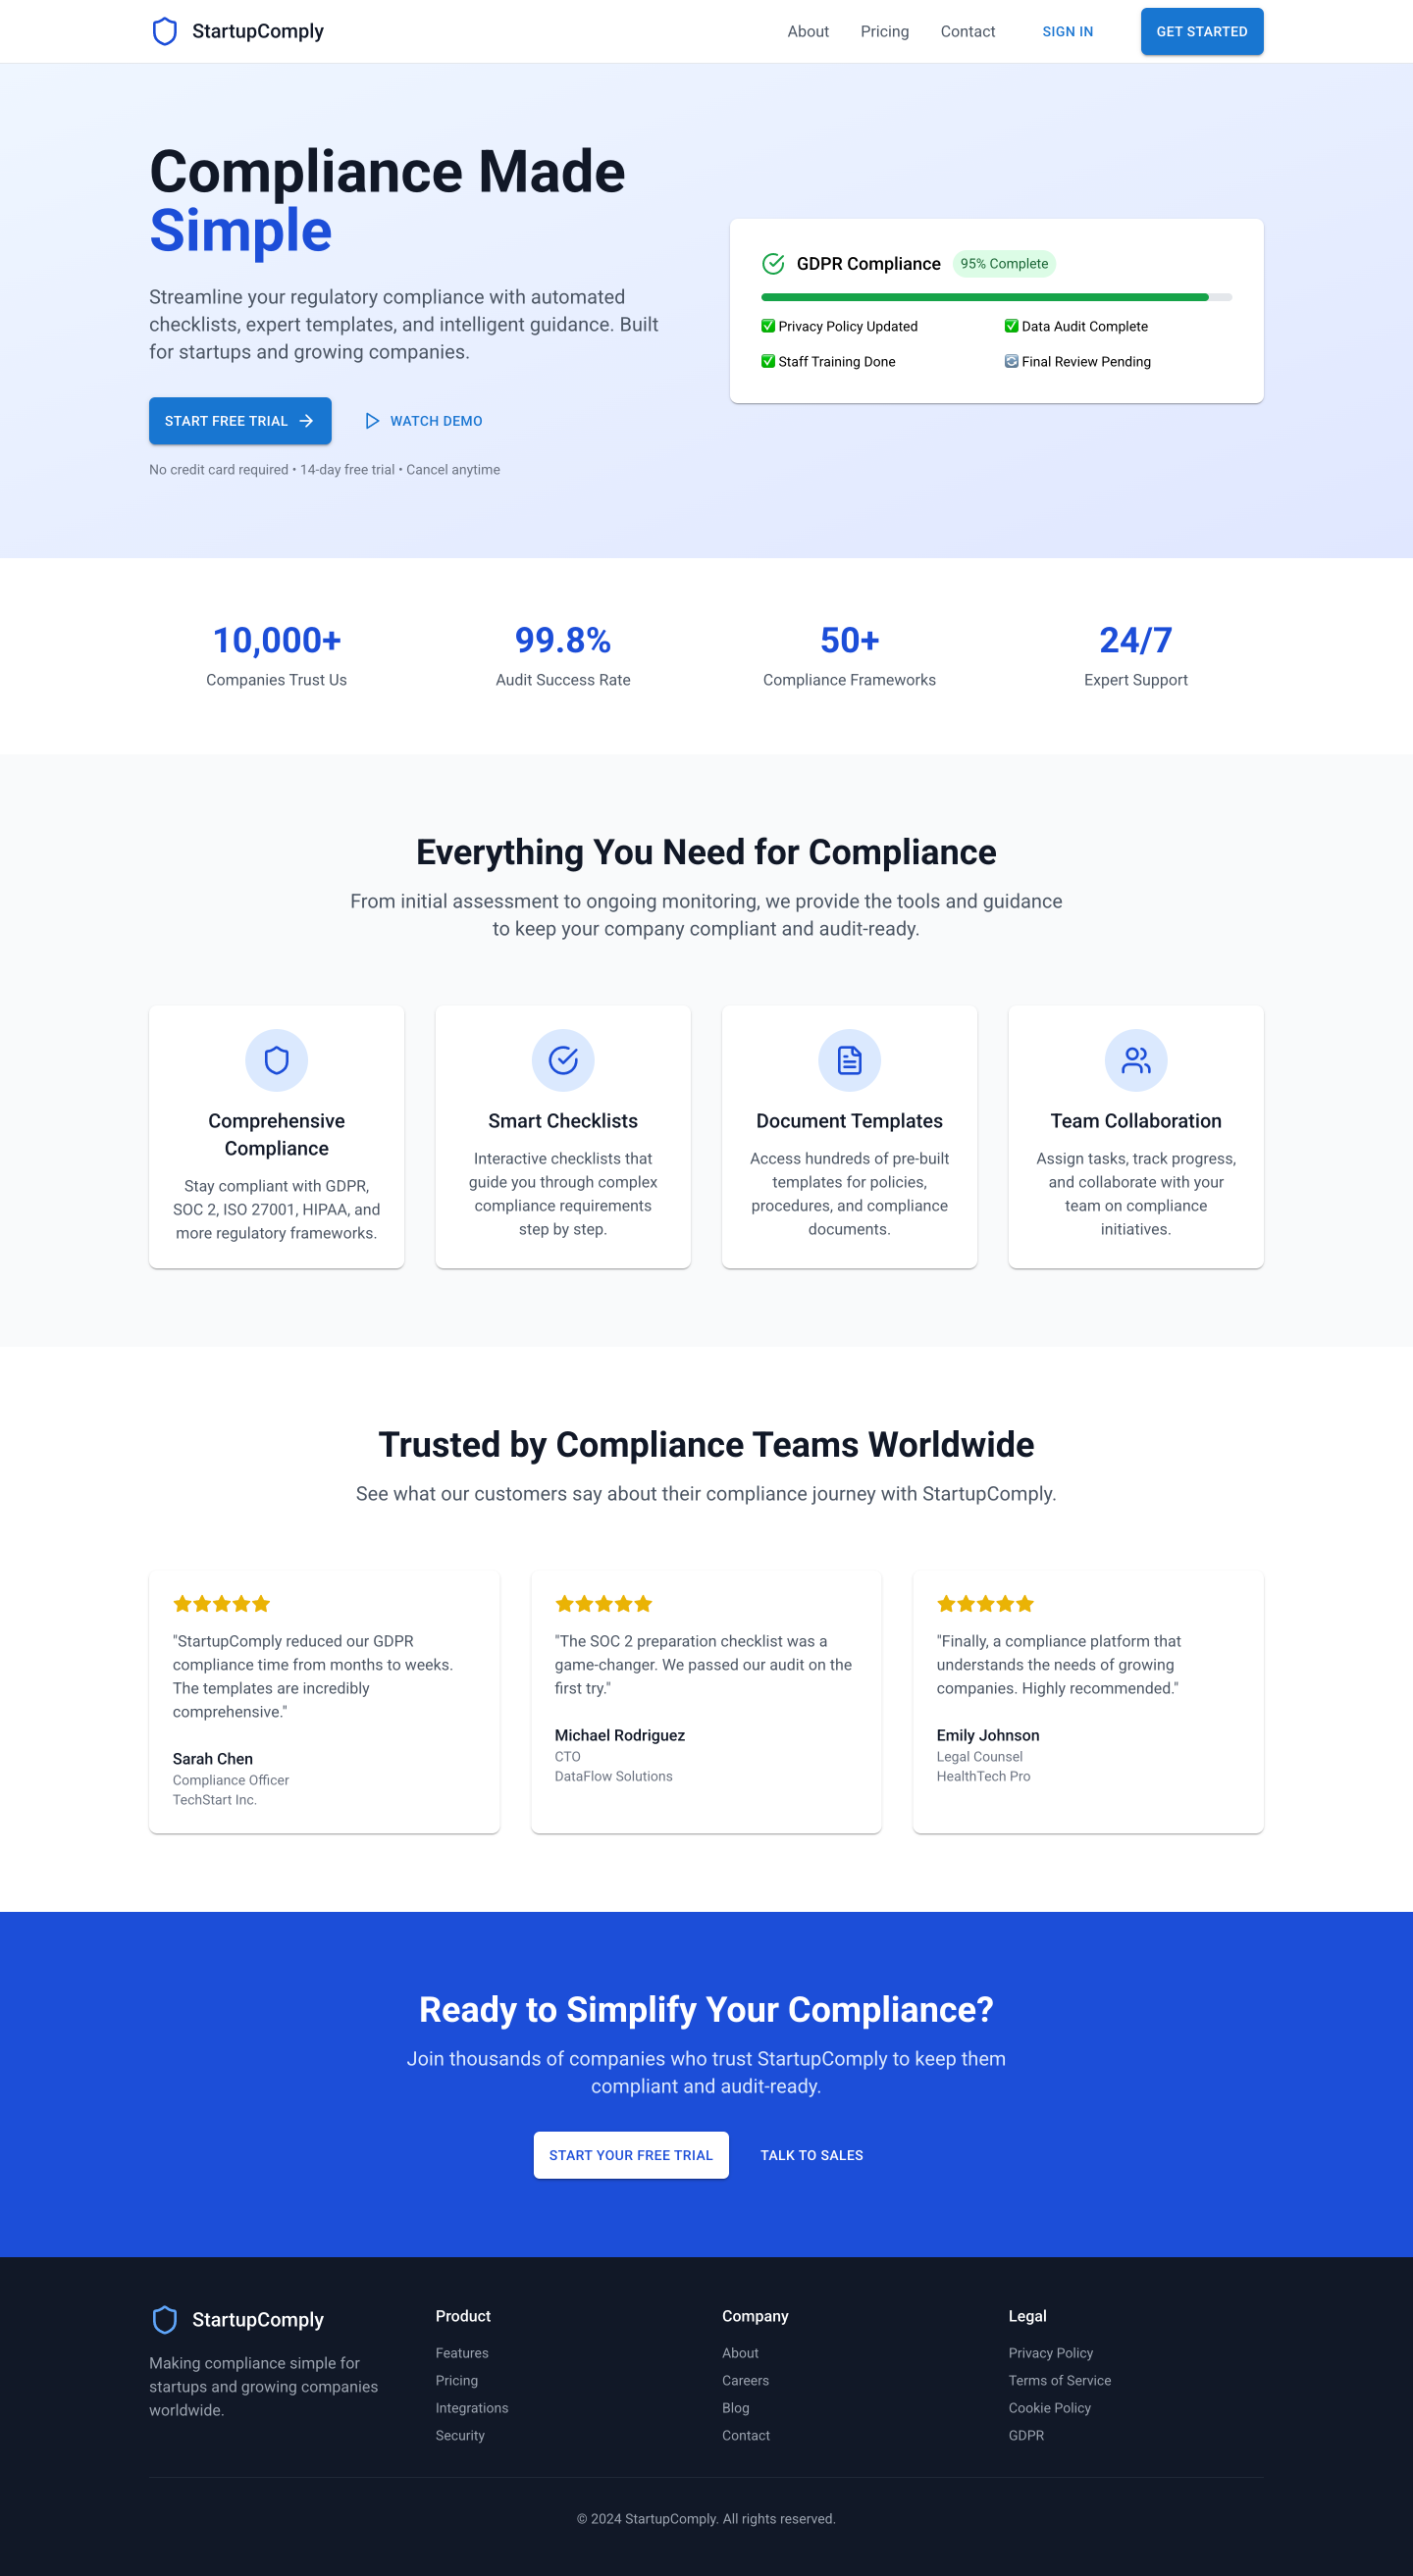 StartupComply
About
Pricing
Contact
SIGN IN
GET STARTED
Compliance Made
Simple
Streamline your regulatory compliance with automated
checklists, expert templates, and intelligent guidance. Built
for startups and growing companies.
START FREE TRIAL
WATCH DEMO
No credit card required • 14-day free trial • Cancel anytime
GDPR Compliance
95% Complete
✅ Privacy Policy Updated
✅ Data Audit Complete
✅ Staff Training Done
🔄 Final Review Pending
10,000+
Companies Trust Us
99.8%
Audit Success Rate
50+
Compliance Frameworks
24/7
Expert Support
Everything You Need for Compliance
From initial assessment to ongoing monitoring, we provide the tools and guidance
to keep your company compliant and audit-ready.
Comprehensive
Compliance
Stay compliant with GDPR,
SOC 2, ISO 27001, HIPAA, and
more regulatory frameworks.
Smart Checklists
Interactive checklists that
guide you through complex
compliance requirements
step by step.
Document Templates
Access hundreds of pre-built
templates for policies,
procedures, and compliance
documents.
Team Collaboration
Assign tasks, track progress,
and collaborate with your
team on compliance
initiatives.
Trusted by Compliance Teams Worldwide
See what our customers say about their compliance journey with StartupComply.
"StartupComply reduced our GDPR
compliance time from months to weeks.
The templates are incredibly
comprehensive."
Sarah Chen
Compliance Officer
TechStart Inc.
"The SOC 2 preparation checklist was a
game-changer. We passed our audit on the
first try."
Michael Rodriguez
CTO
DataFlow Solutions
"Finally, a compliance platform that
understands the needs of growing
companies. Highly recommended."
Emily Johnson
Legal Counsel
HealthTech Pro
Ready to Simplify Your Compliance?
Join thousands of companies who trust StartupComply to keep them
compliant and audit-ready.
START YOUR FREE TRIAL
TALK TO SALES
StartupComply
Making compliance simple for
startups and growing companies
worldwide.
Product
Features
Pricing
Integrations
Security
Company
About
Careers
Blog
Contact
Legal
Privacy Policy
Terms of Service
Cookie Policy
GDPR
© 2024 StartupComply. All rights reserved.